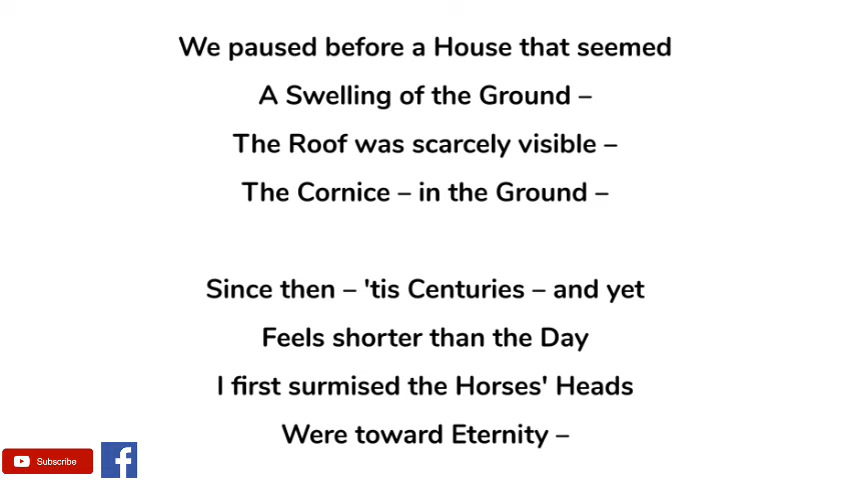 We paused before a House that seemed
A Swelling of the Ground –
The Roof was scarcely visible –
The Cornice – in the Ground –
Since then – 'tis Centuries – and yet
Feels shorter than the Day
I first surmised the Horses' Heads
Were toward Eternity –
Subscribe